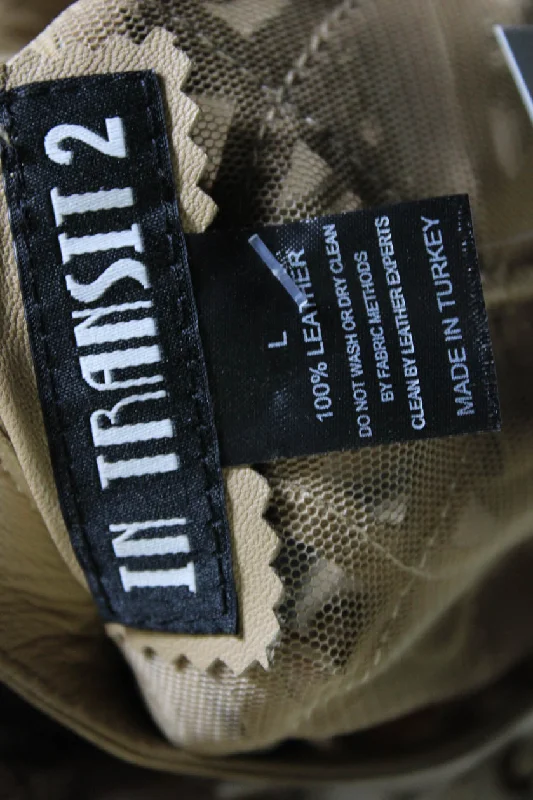 IN TRANSIT 2
L
100% LEATHER
DO NOT WASH OR DRY CLEAN
BY FABRIC METHODS
CLEAN BY LEATHER EXPERTS
MADE IN TURKEY